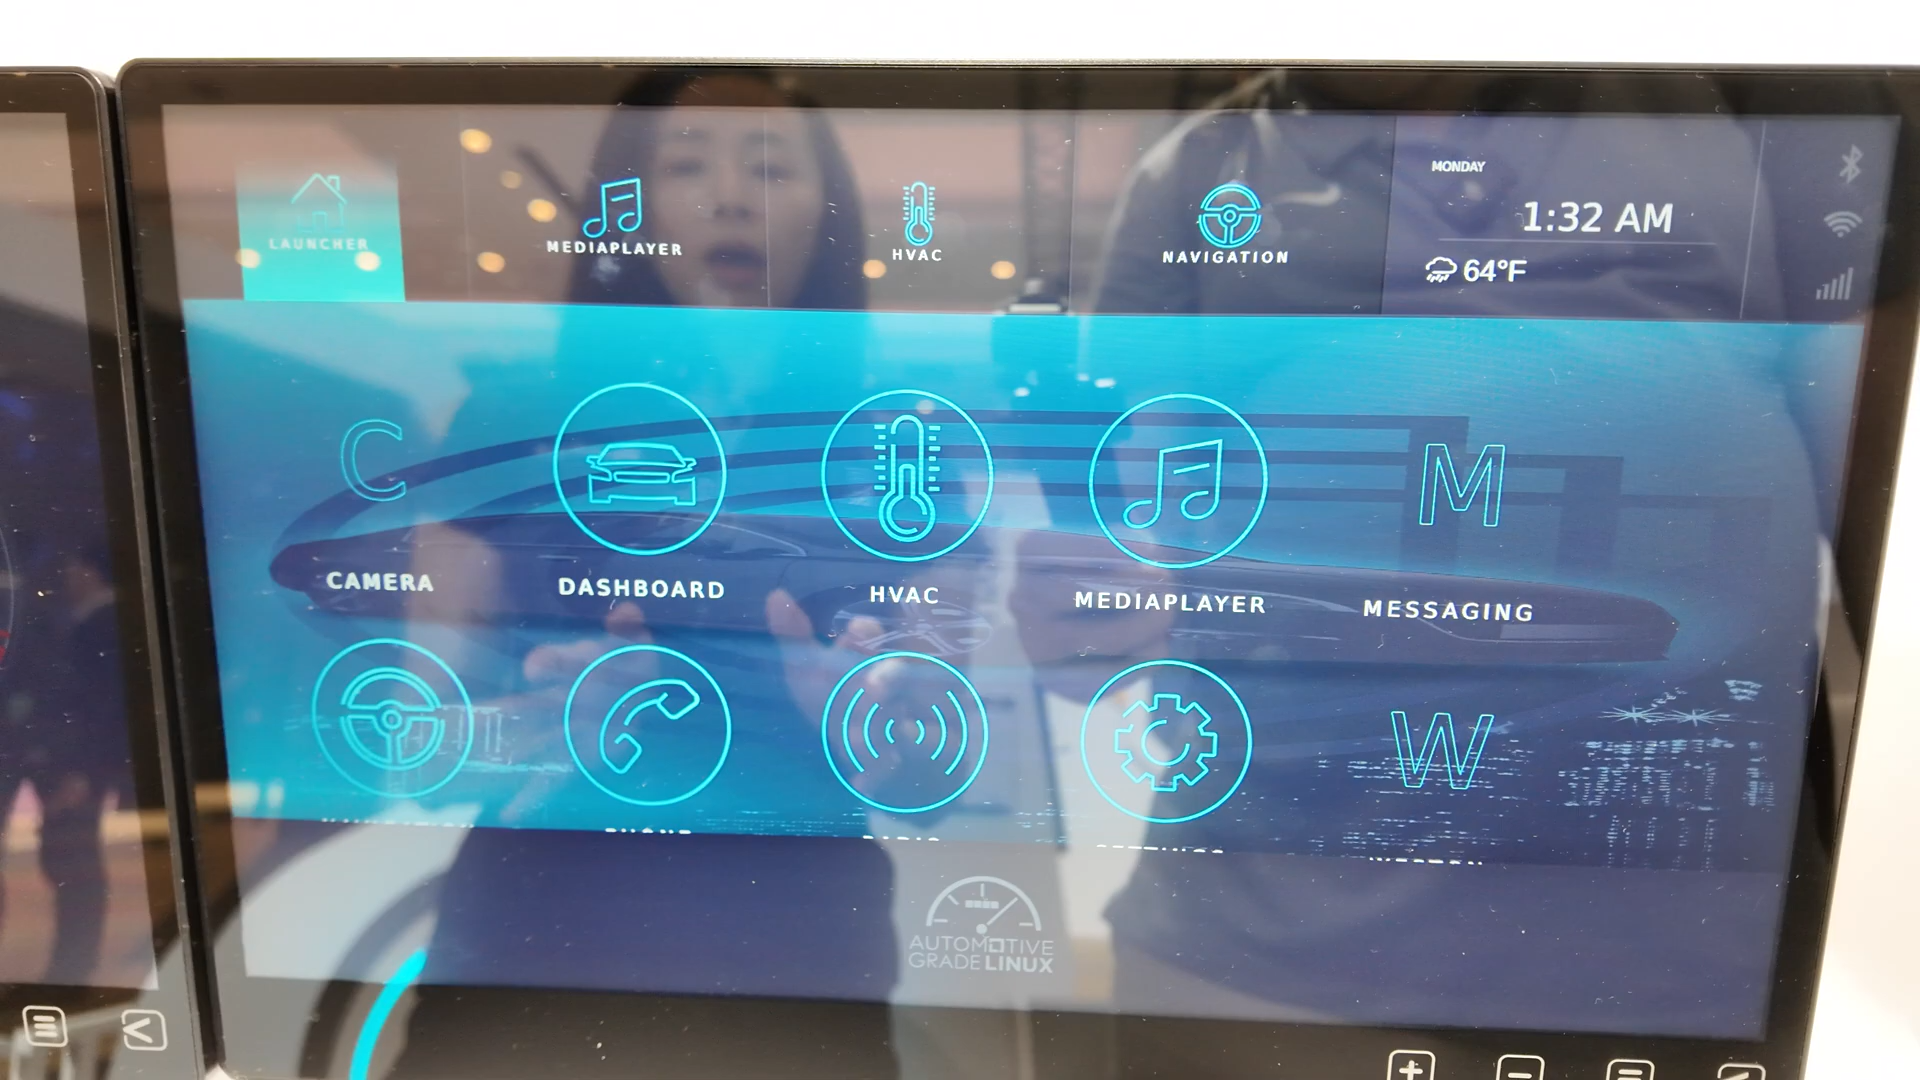 LAUNCHER
MEDIAPLAYER
HVAC
NAVIGATION
MONDAY
1:32 AM
64°F
C
M
CAMERA
DASHBOARD
HVAC
MEDIAPLAYER
MESSAGING
W
AUTOMOTIVE
GRADE LINUX